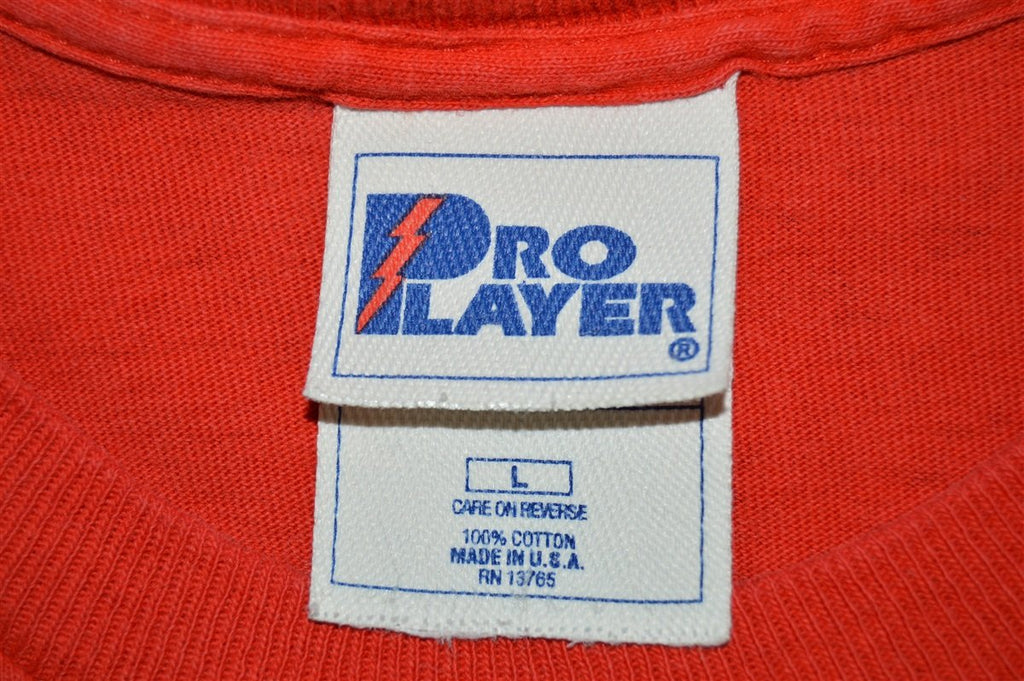 PRO
PLAYER
®
L
CARE ON REVERSE
100% COTTON
MADE IN U.S.A.
RN 13765